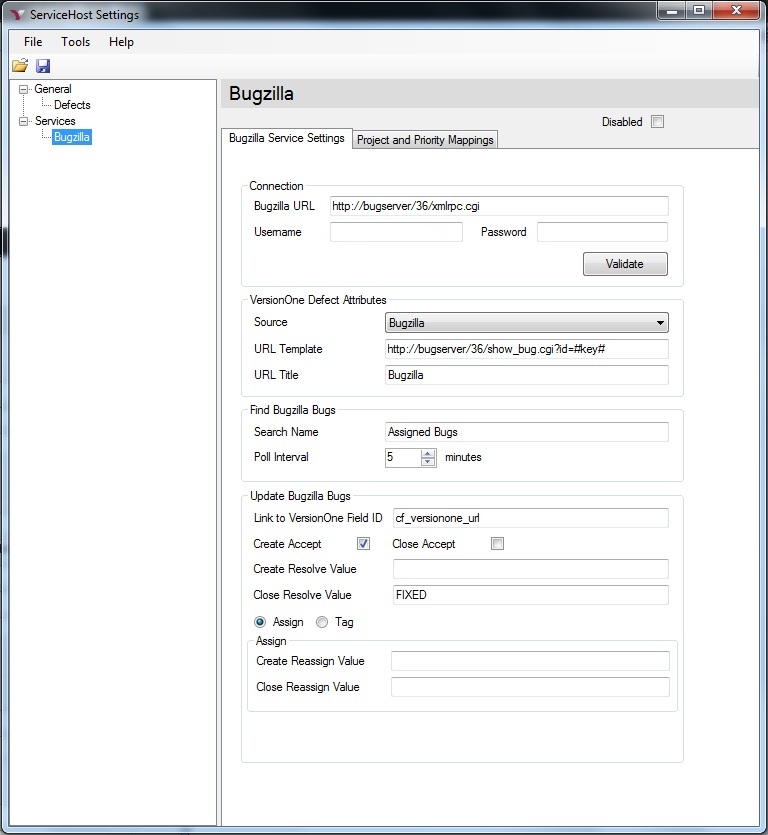 ServiceHost Settings
File Tools Help
General
Defects
Services
Bugzilla
Bugzilla
Disabled
Bugzilla Service Settings Project and Priority Mappings
Connection
Bugzilla URL http://bugserver/36/xmlrpc.cgi
Username Password
Validate
VersionOne Defect Attributes
Source Bugzilla
URL Template http://bugserver/36/show_bug.cgi?id=#key#
URL Title Bugzilla
Find Bugzilla Bugs
Search Name Assigned Bugs
Poll Interval 5 minutes
Update Bugzilla Bugs
Link to VersionOne Field ID cf_versionone_url
Create Accept Close Accept
Create Resolve Value
Close Resolve Value FIXED
Assign Tag
Assign
Create Reassign Value
Close Reassign Value